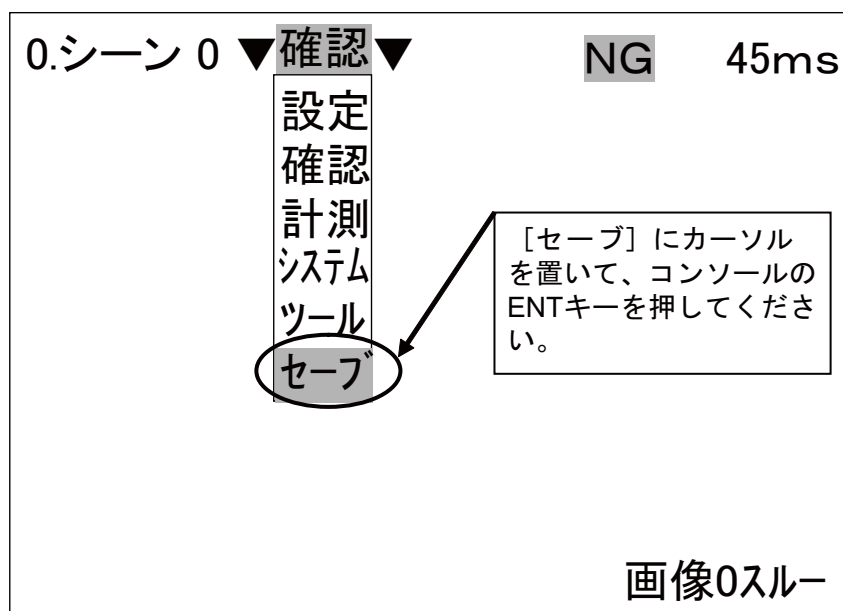 0.シーン 0 ▼確認▼ NG 45ms
設定
確認
計測
ｼｽﾃﾑ
ﾂｰﾙ
ｾｰﾌﾞ
［セーブ］にカーソル
を置いて、コンソールの
ENTキーを押してくださ
い。
画像0ｽﾙｰ